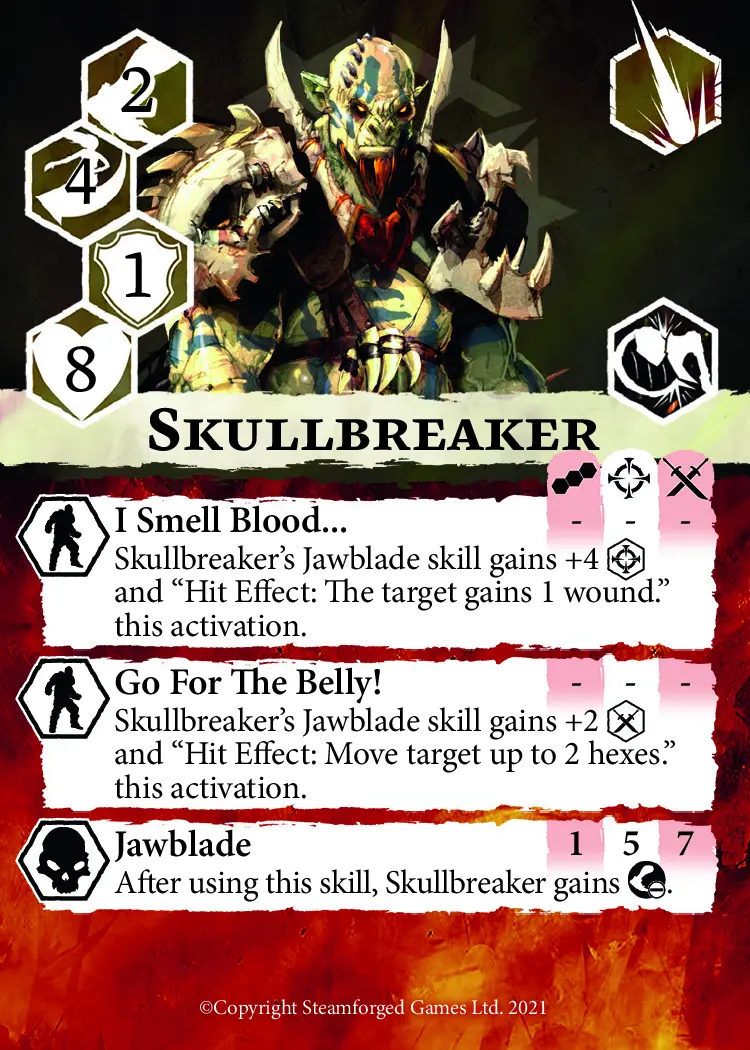 2
4
1
8
Skullbreaker
I Smell Blood... - - -
Skullbreaker’s Jawblade skill gains +4
and “Hit Effect: The target gains 1 wound.”
this activation.
Go For The Belly! - - -
Skullbreaker’s Jawblade skill gains +2
and “Hit Effect: Move target up to 2 hexes.”
this activation.
Jawblade 1 5 7
After using this skill, Skullbreaker gains .
©Copyright Steamforged Games Ltd. 2021